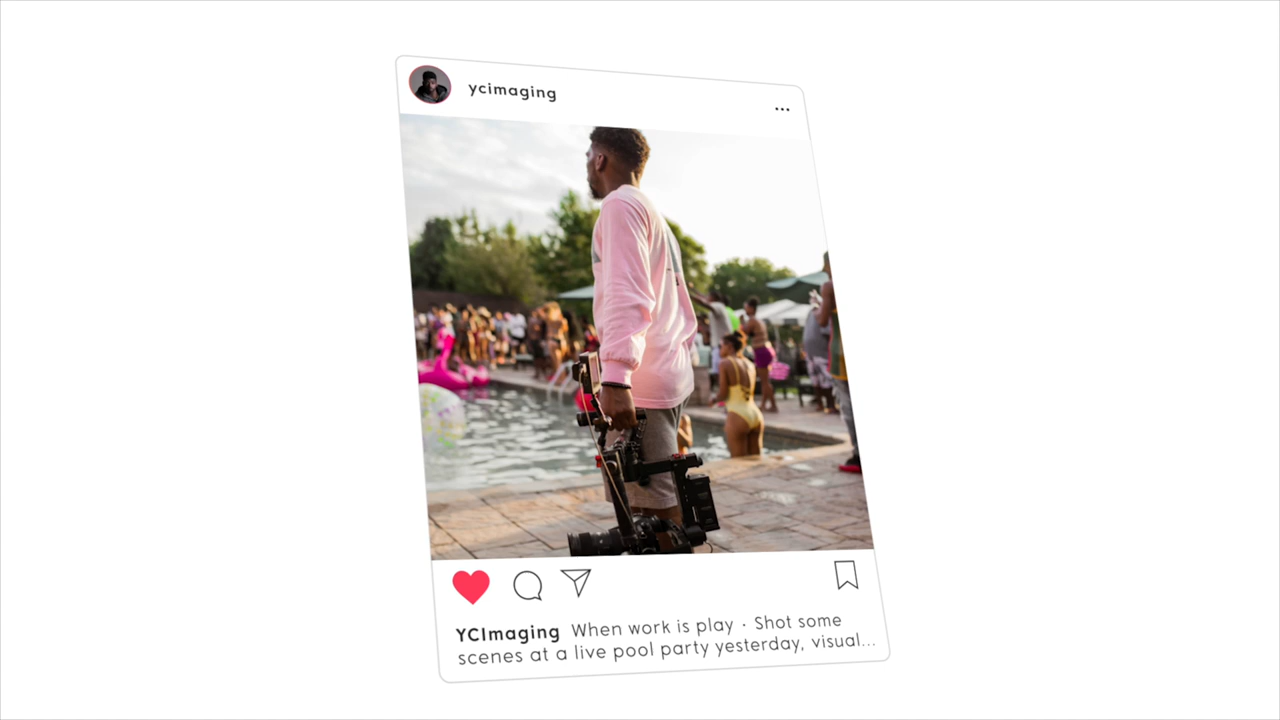 ycimaging
YCImaging When work is play · Shot some
scenes at a live pool party yesterday, visual...